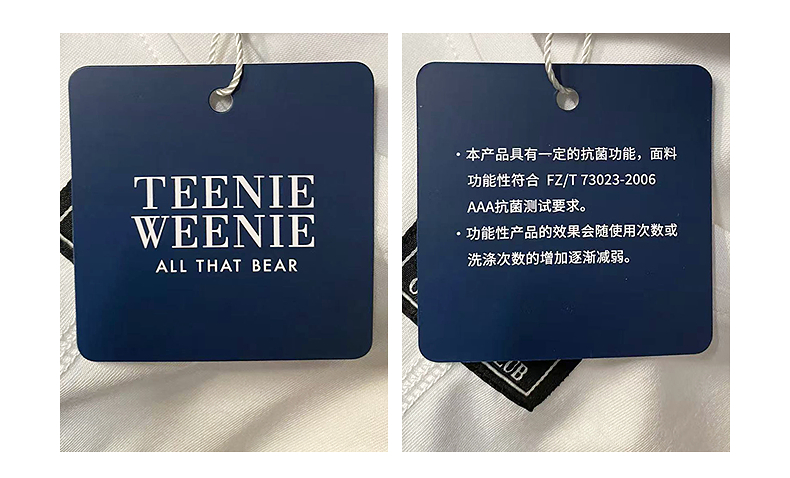 TEENIE
WEENIE
ALL THAT BEAR
·本产品具有一定的抗菌功能，面料
功能性符合 FZ/T 73023-2006
AAA抗菌测试要求。
·功能性产品的效果会随使用次数或
洗涤次数的增加逐渐减弱。